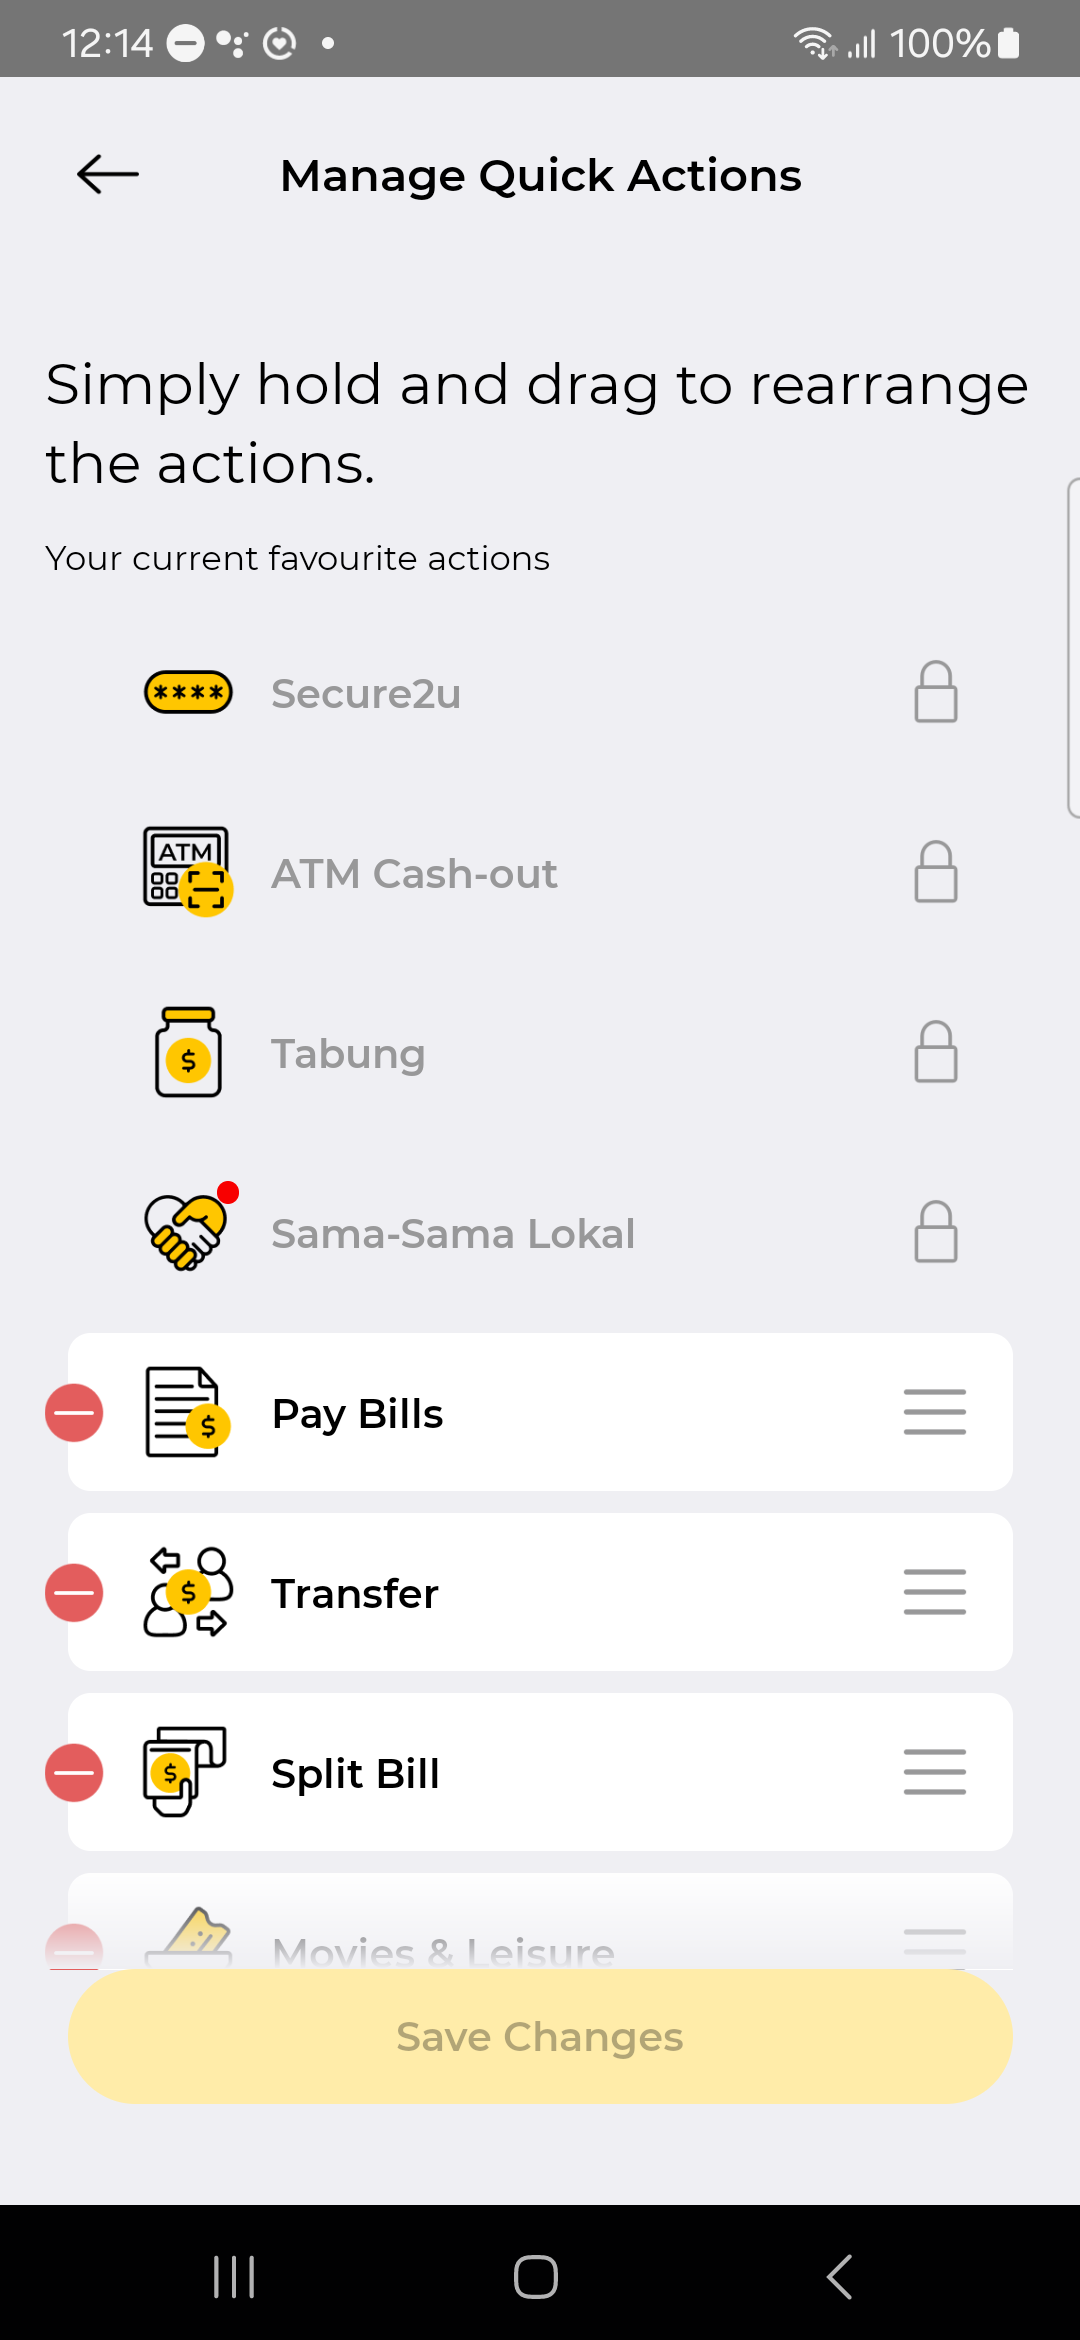 12:14
100%
Manage Quick Actions
Simply hold and drag to rearrange
the actions.
Your current favourite actions
**** Secure2u
ATM
ATM Cash-out
$ Tabung
Sama-Sama Lokal
$ Pay Bills
$ Transfer
$ Split Bill
Movies & Leisure
Save Changes